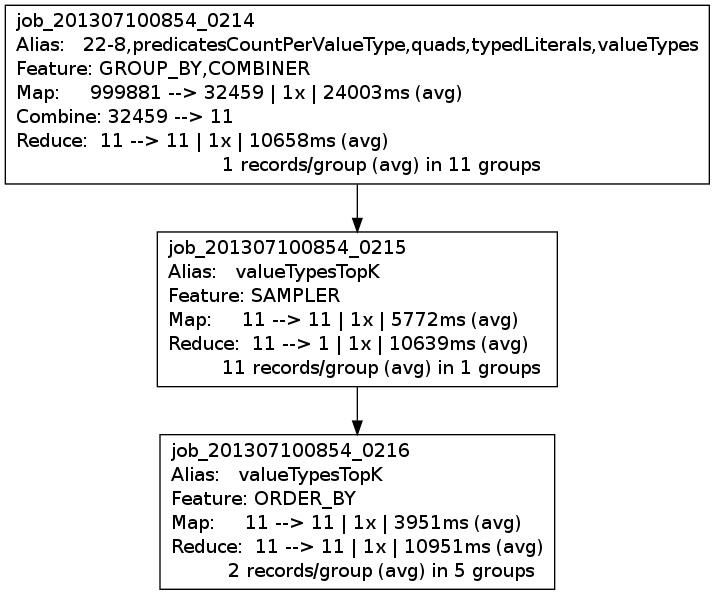 job_201307100854_0214
Alias:   22-8,predicatesCountPerValueType,quads,typedLiterals,valueTypes
Feature: GROUP_BY,COMBINER
Map:     999881 --> 32459 | 1x | 24003ms (avg)
Combine: 32459 --> 11
Reduce:  11 --> 11 | 1x | 10658ms (avg)
1 records/group (avg) in 11 groups
job_201307100854_0215
Alias:   valueTypesTopK
Feature: SAMPLER
Map:     11 --> 11 | 1x | 5772ms (avg)
Reduce:  11 --> 1 | 1x | 10639ms (avg)
11 records/group (avg) in 1 groups
job_201307100854_0216
Alias:   valueTypesTopK
Feature: ORDER_BY
Map:     11 --> 11 | 1x | 3951ms (avg)
Reduce:  11 --> 11 | 1x | 10951ms (avg)
2 records/group (avg) in 5 groups